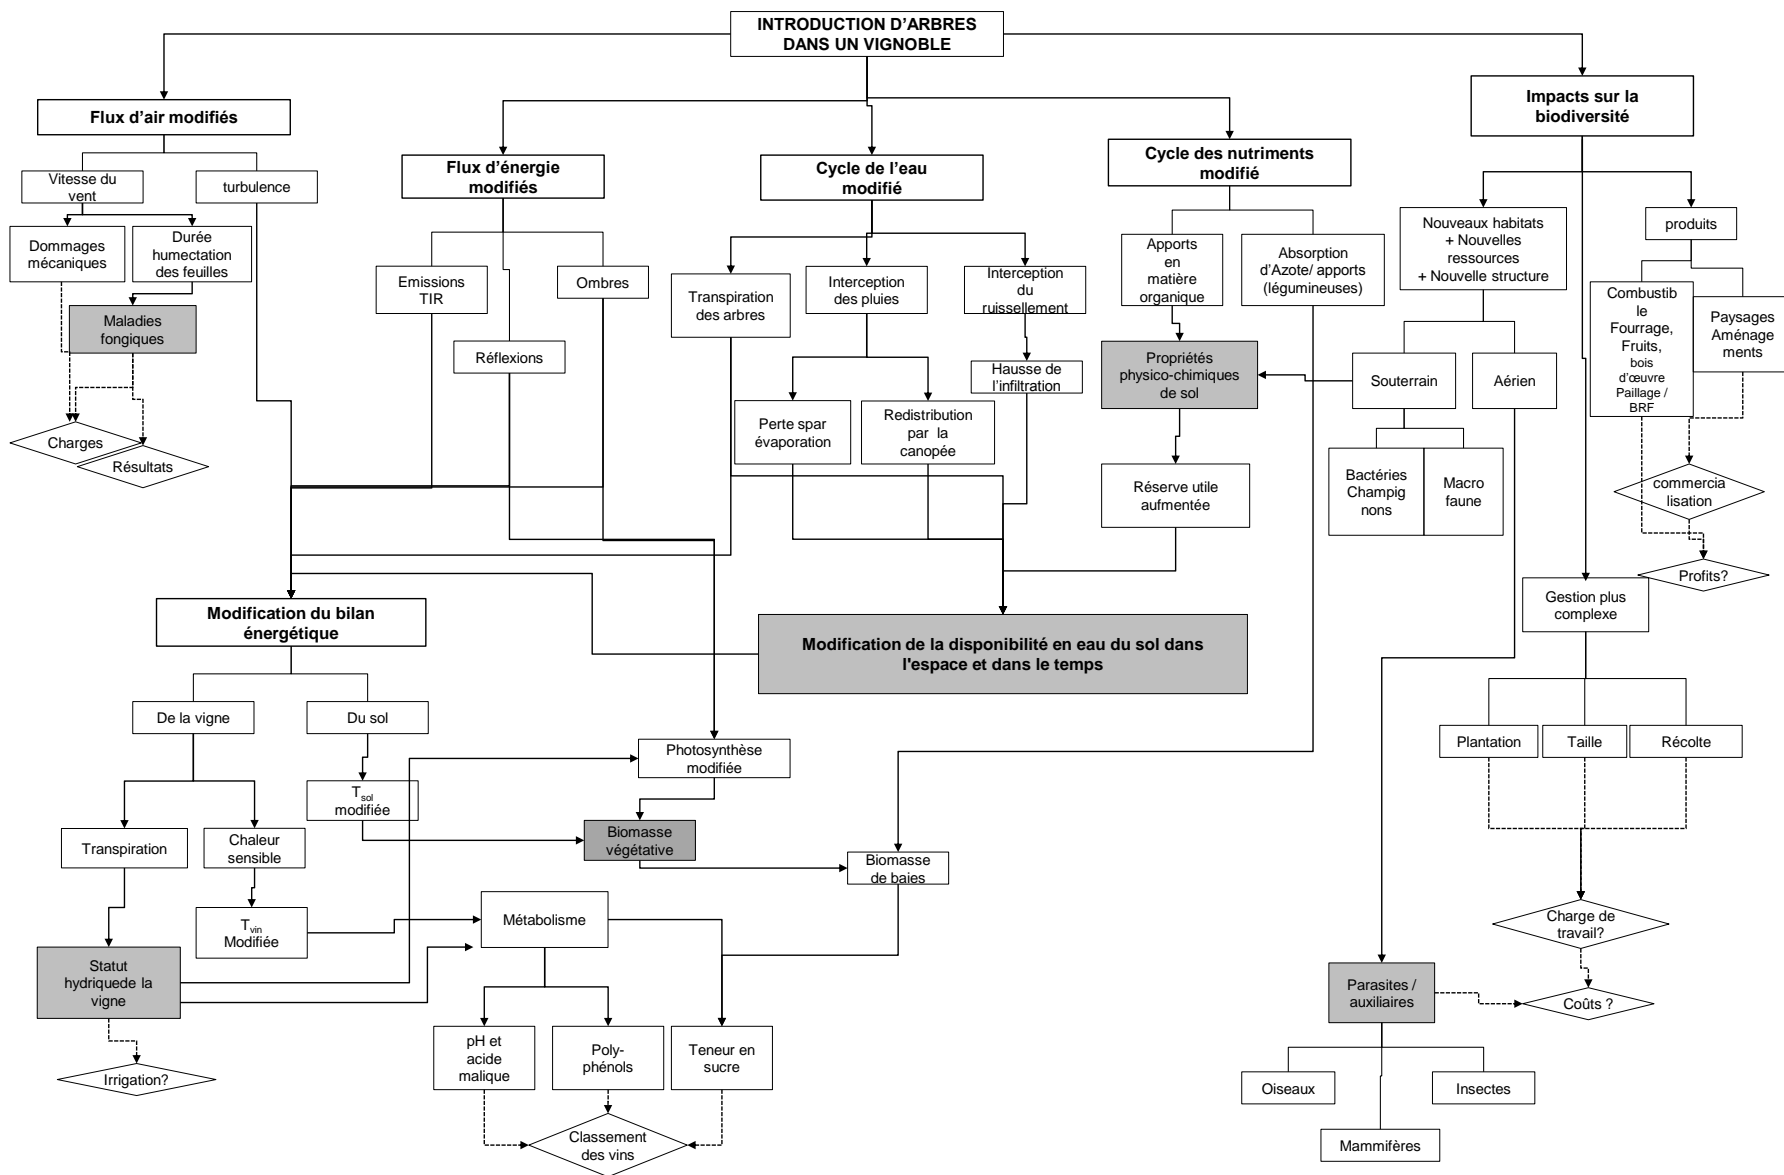 INTRODUCTION D’ARBRES
DANS UN VIGNOBLE
Flux d’air modifiés
Impacts sur la
biodiversité
Flux d’énergie
modifiés
Cycle de l’eau
modifié
Cycle des nutriments
modifié
Vitesse du
vent
turbulence
Dommages
mécaniques
Durée
humectation
des feuilles
Maladies
fongiques
Charges
Résultats
Emissions
TIR
Réflexions
Ombres
Transpiration
des arbres
Interception
des pluies
Interception
du
ruissellement
Hausse de
l’infiltration
Perte spar
évaporation
Redistribution
par la
canopée
Apports
en
matière
organique
Absorption
d’Azote/ apports
(légumineuses)
Propriétés
physico-chimiques
de sol
Réserve utile
aufmentée
Nouveaux habitats
+ Nouvelles
ressources
+ Nouvelle structure
produits
Souterrain
Aérien
Bactéries
Champig
nons
Macro
faune
Combustib
le
Fourrage,
Fruits,
bois
d’œuvre
Paillage /
BRF
Paysages
Aménage
ments
commercia
lisation
Profits?
Gestion plus
complexe
Modification du bilan
énergétique
Modification de la disponibilité en eau du sol dans
l'espace et dans le temps
De la vigne
Du sol
Plantation
Taille
Récolte
Photosynthèse
modifiée
Tsol
modifiée
Transpiration
Chaleur
sensible
Biomasse
végétative
Biomasse
de baies
Tvin
Modifiée
Métabolisme
Charge de
travail?
Statut
hydriquede la
vigne
Parasites /
auxiliaires
Coûts ?
Irrigation?
pH et
acide
malique
Poly-
phénols
Teneur en
sucre
Oiseaux
Insectes
Mammifères
Classement
des vins